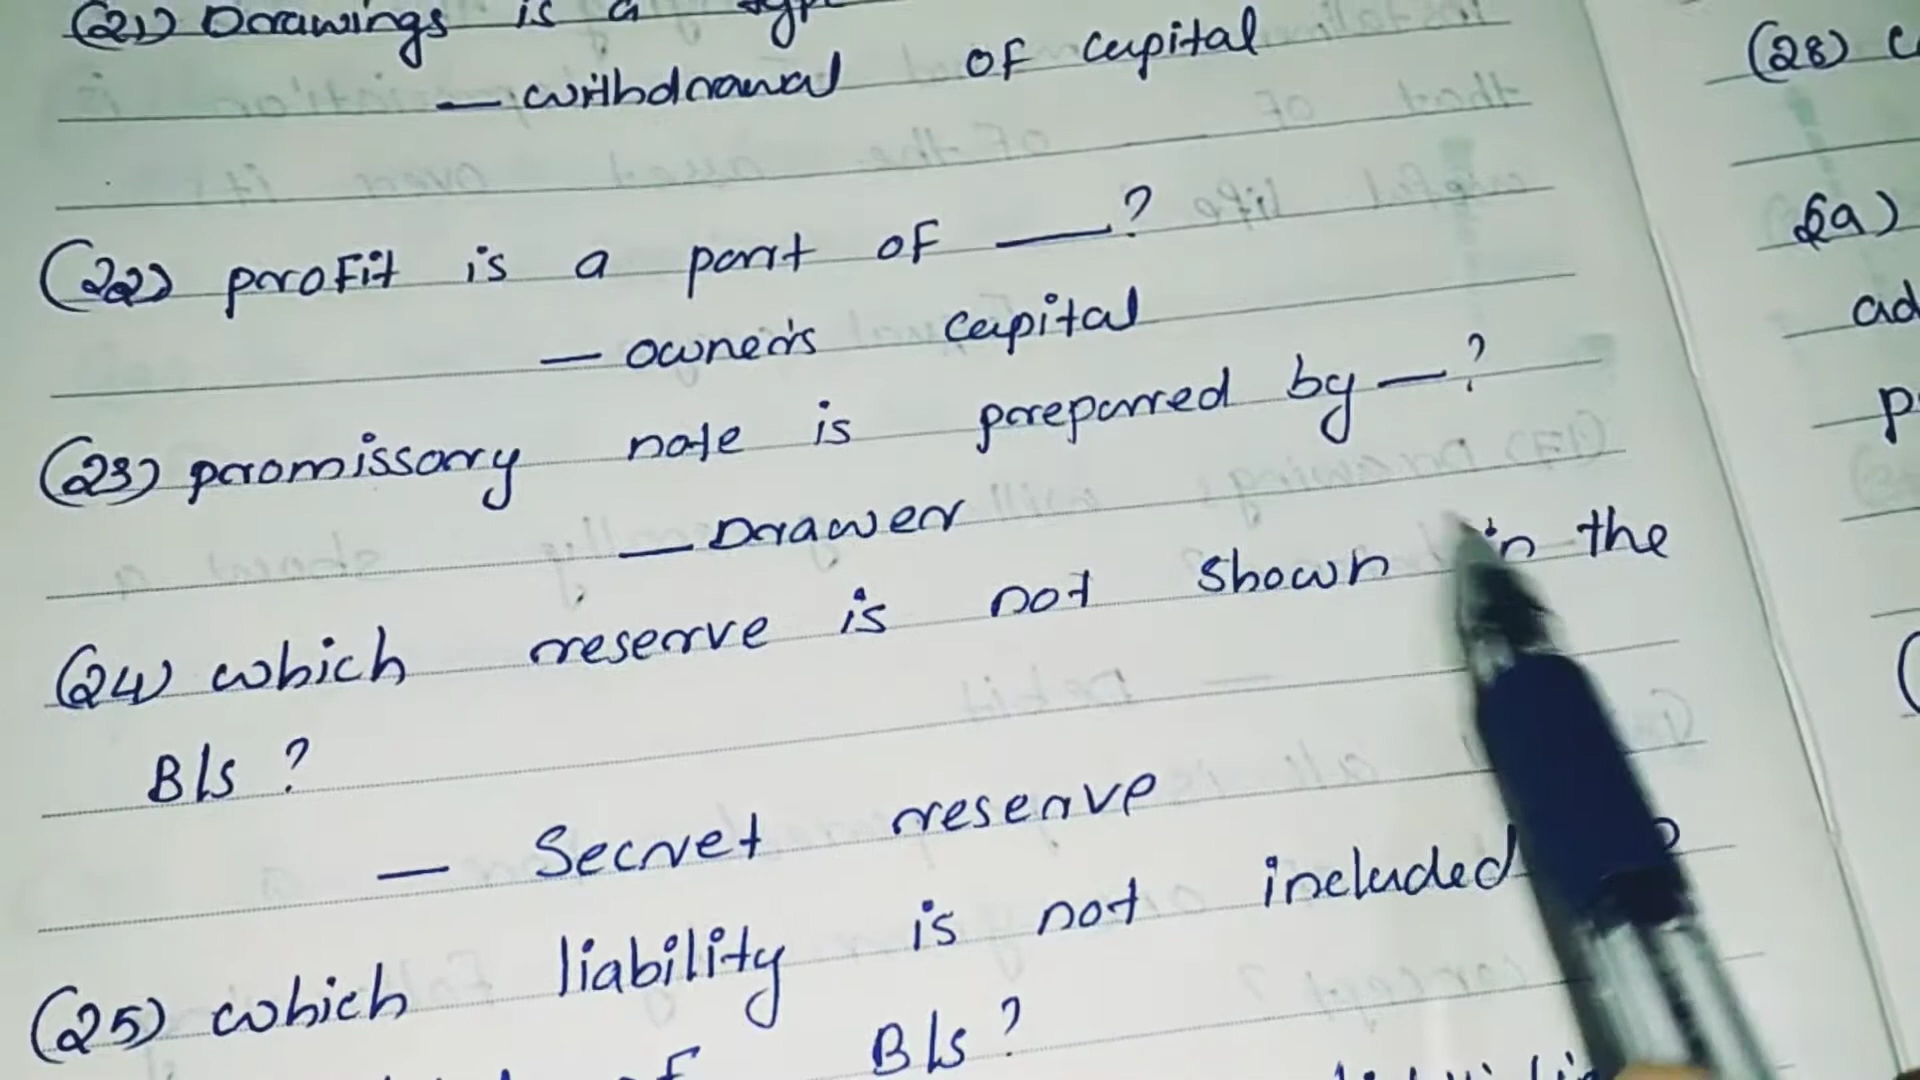 (21) Drawings is a
— withdrawal of capital
(22) profit is a part of — ?
— owner's capital
(23) promissory note is prepared by — ?
— Drawer
(24) which reserve is not shown in the
B/s ?
— Secret reserve
(25) which liability is not included
B/s ?
(28)
ad